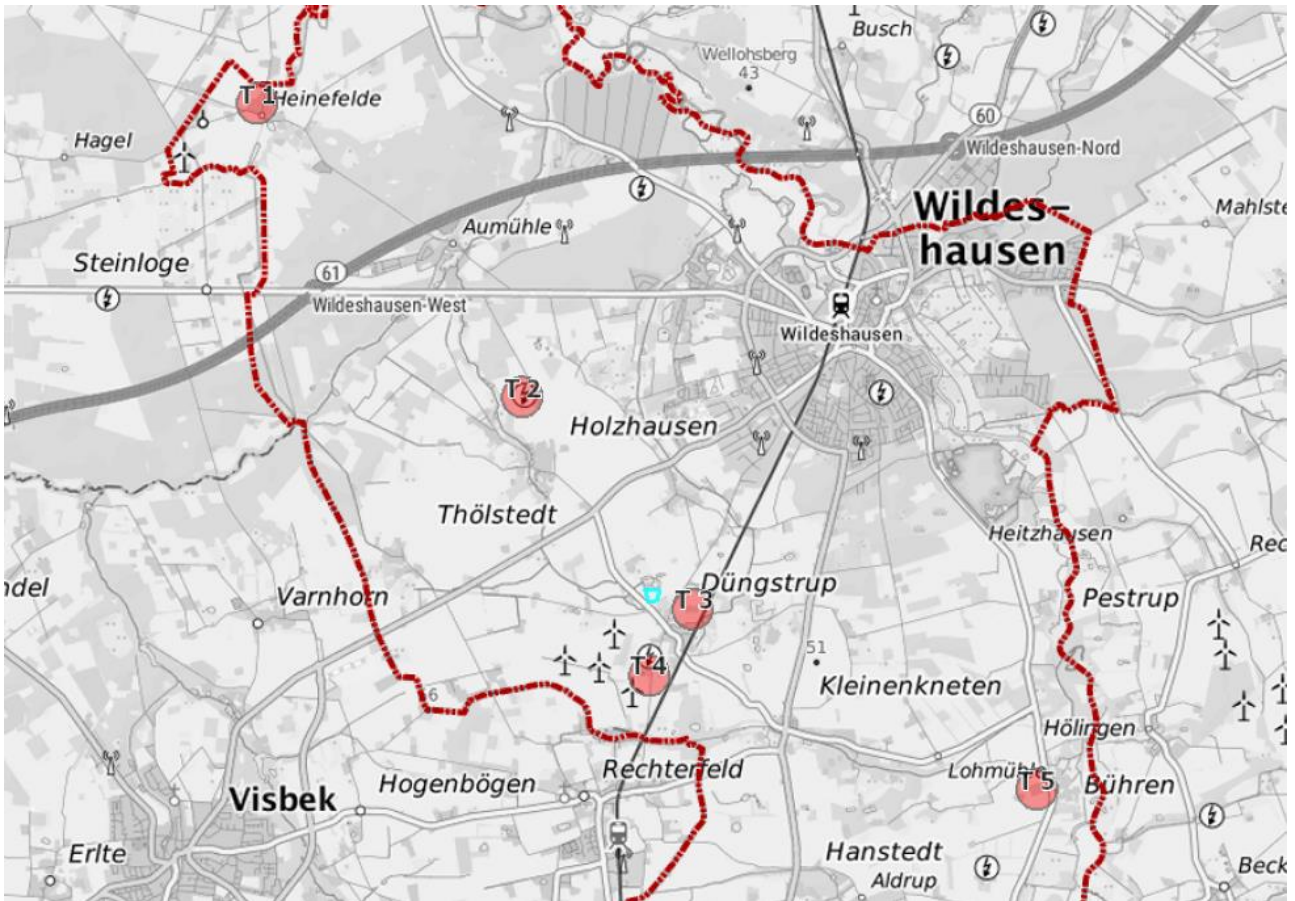 Busch
Wellohsberg
43
T 1
Heinefelde
60
Hagel
Wildeshausen-Nord
Wildes-
hausen
Mahlste
Aumühle
Steinloge
61
Wildeshausen-West
Wildeshausen
T 2
Holzhausen
Thölstedt
Heitzhausen
Rec
ndel
Varnhorn
Düngstrup
T 3
Pestrup
51
T 4
Kleinenkneten
6
Hölingen
Rechterfeld
Lohmühle
T 5
Hogenbögen
Bühren
Visbek
Erlte
Hanstedt
Aldrup
Beck